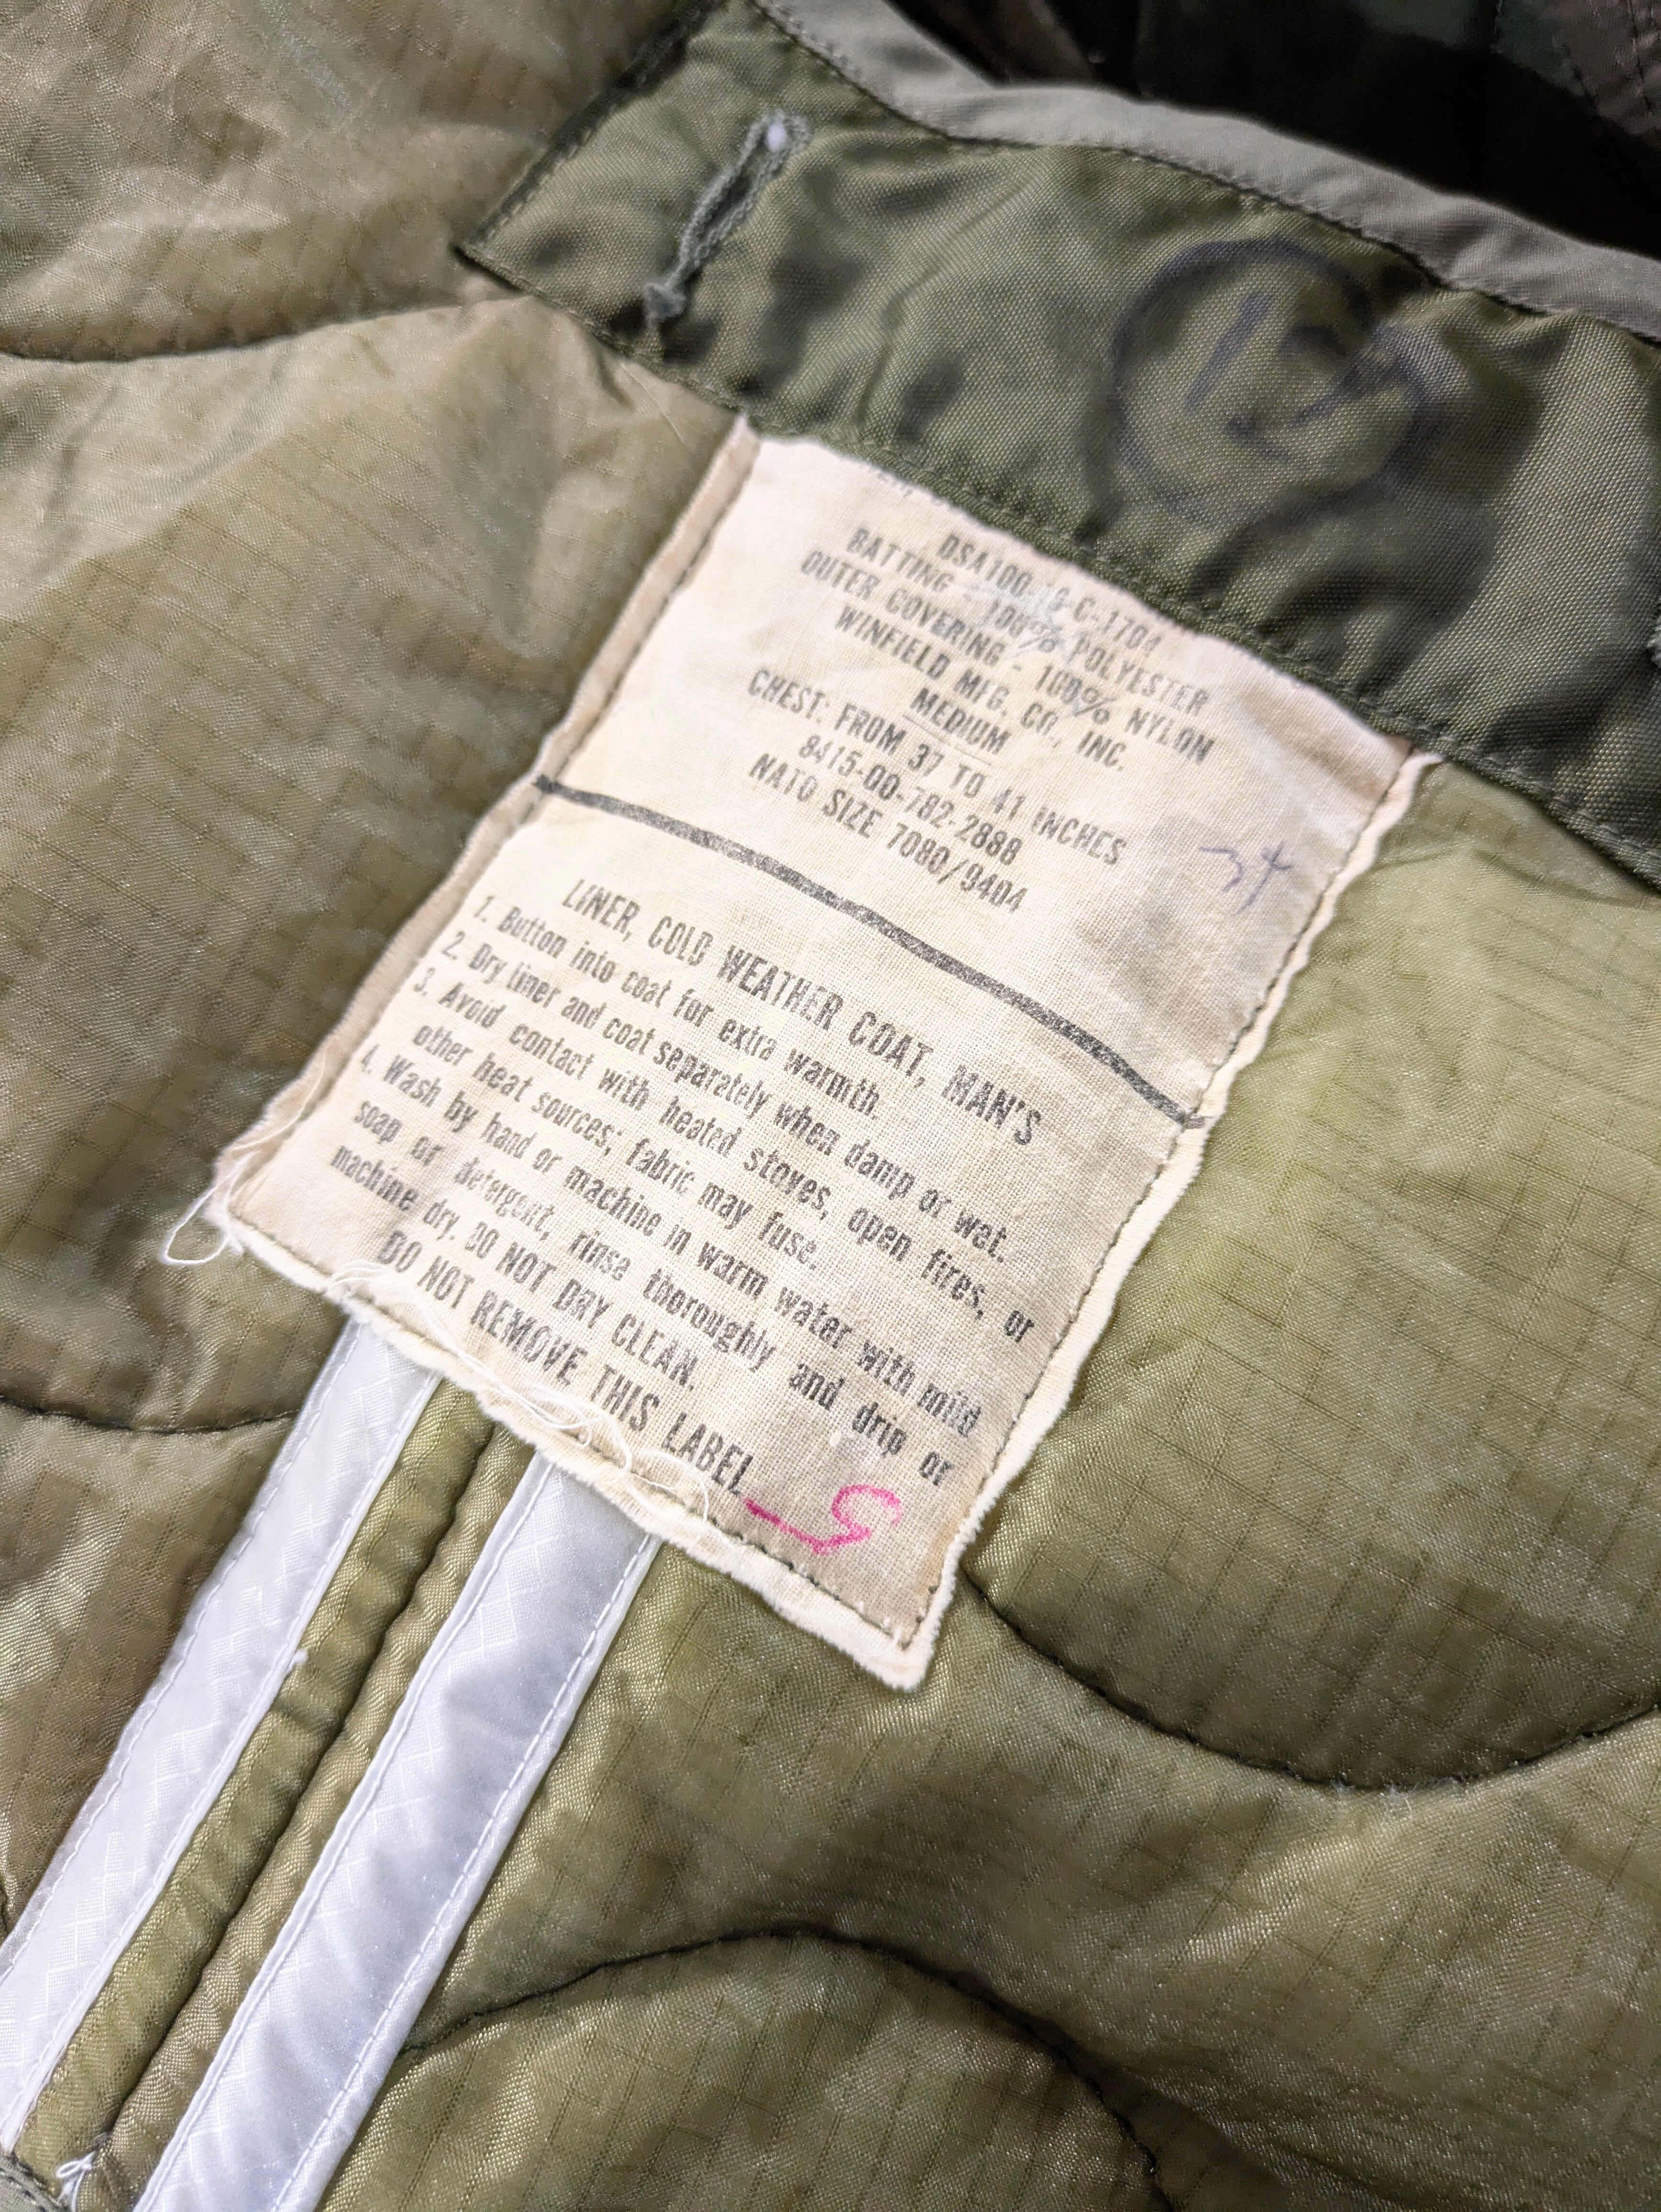 DSA100-76-C-1704
BATTING - 100% POLYESTER
OUTER COVERING - 100% NYLON
WINFIELD MFG. CO., INC.
MEDIUM
CHEST: FROM 37 TO 41 INCHES
8415-00-782-2888
NATO SIZE 7080/9404
34
LINER, COLD WEATHER COAT, MAN'S
1. Button into coat for extra warmth.
2. Dry liner and coat separately when damp or wet.
3. Avoid contact with heated stoves, open fires, or
other heat sources; fabric may fuse.
4. Wash by hand or machine in warm water with mild
soap or detergent, rinse thoroughly and drip or
machine dry. DO NOT DRY CLEAN.
DO NOT REMOVE THIS LABEL